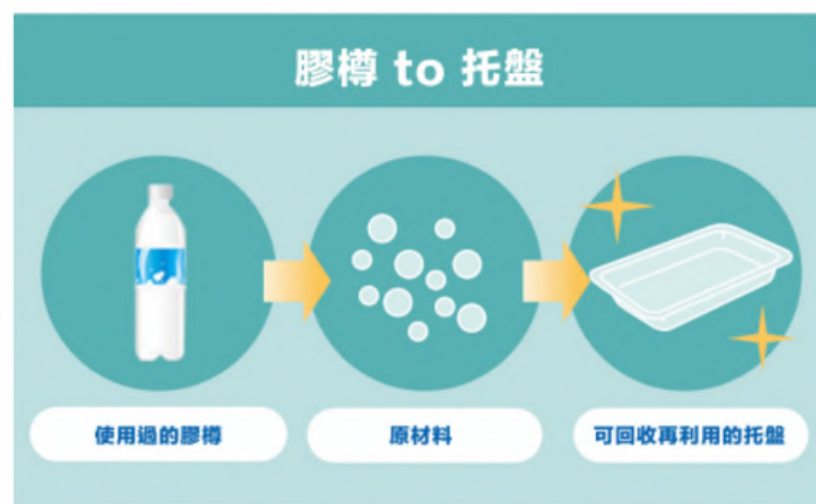 膠樽 to 托盤
使用過的膠樽
原材料
可回收再利用的托盤